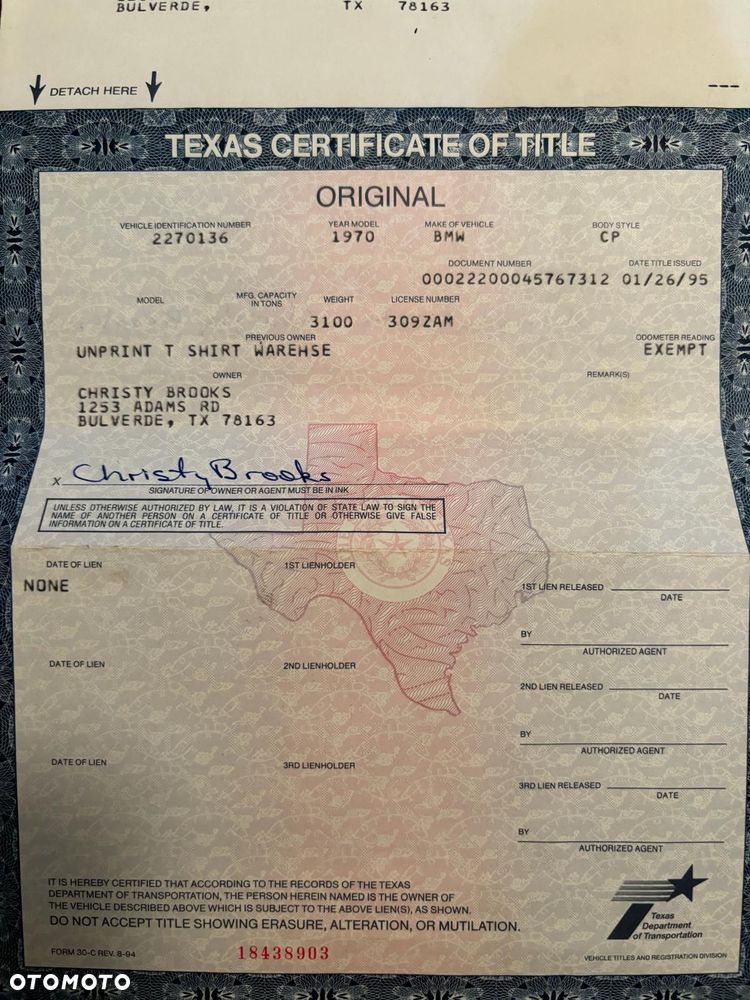 BULVERDE, TX 78163
DETACH HERE
---
TEXAS CERTIFICATE OF TITLE
ORIGINAL
VEHICLE IDENTIFICATION NUMBER YEAR MODEL MAKE OF VEHICLE BODY STYLE
2270136 1970 BMW CP
DOCUMENT NUMBER DATE TITLE ISSUED
00022200045767312 01/26/95
MODEL MFG. CAPACITY IN TONS WEIGHT LICENSE NUMBER
3100 309ZAM
PREVIOUS OWNER ODOMETER READING
UNPRINT T SHIRT WAREHSE EXEMPT
OWNER REMARK(S)
CHRISTY BROOKS
1253 ADAMS RD
BULVERDE, TX 78163
X Christy Brooks
SIGNATURE OF OWNER OR AGENT MUST BE IN INK
UNLESS OTHERWISE AUTHORIZED BY LAW, IT IS A VIOLATION OF STATE LAW TO SIGN THE
NAME OF ANOTHER PERSON ON A CERTIFICATE OF TITLE OR OTHERWISE GIVE FALSE
INFORMATION ON A CERTIFICATE OF TITLE.
DATE OF LIEN 1ST LIENHOLDER
NONE
1ST LIEN RELEASED
DATE
BY
AUTHORIZED AGENT
DATE OF LIEN 2ND LIENHOLDER
2ND LIEN RELEASED
DATE
BY
AUTHORIZED AGENT
DATE OF LIEN 3RD LIENHOLDER
3RD LIEN RELEASED
DATE
BY
AUTHORIZED AGENT
IT IS HEREBY CERTIFIED THAT ACCORDING TO THE RECORDS OF THE TEXAS
DEPARTMENT OF TRANSPORTATION, THE PERSON HEREIN NAMED IS THE OWNER OF
THE VEHICLE DESCRIBED ABOVE WHICH IS SUBJECT TO THE ABOVE LIEN(S), AS SHOWN.
DO NOT ACCEPT TITLE SHOWING ERASURE, ALTERATION, OR MUTILATION.
Texas
Department
of Transportation
FORM 30-C REV. 8-94 18438903 VEHICLE TITLES AND REGISTRATION DIVISION
OTOMOTO